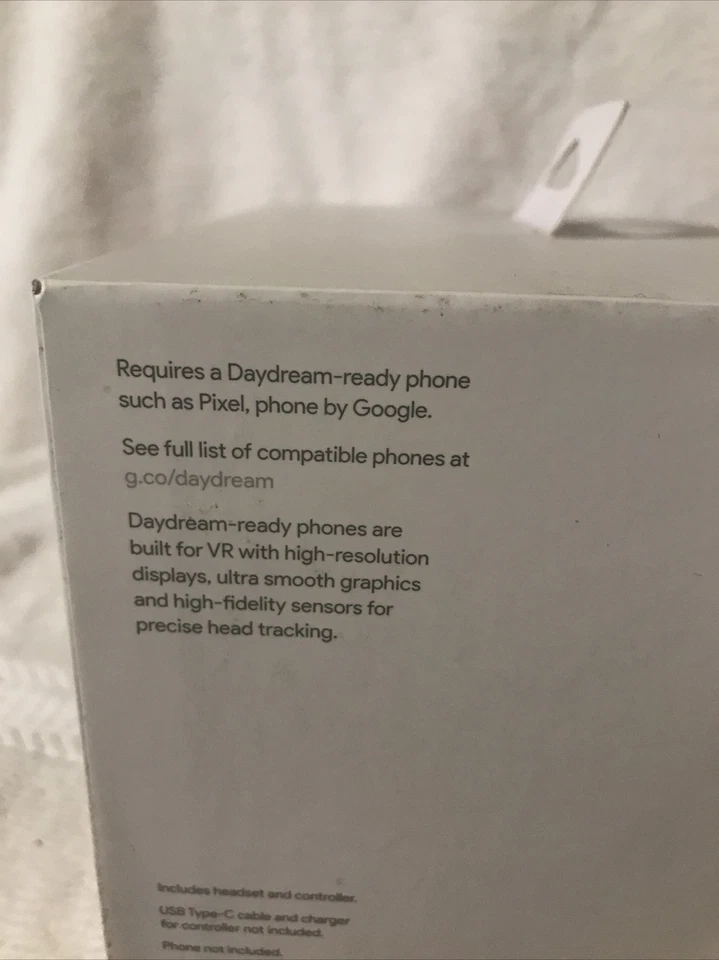 Requires a Daydream-ready phone
such as Pixel, phone by Google.
See full list of compatible phones at
g.co/daydream
Daydream-ready phones are
built for VR with high-resolution
displays, ultra smooth graphics
and high-fidelity sensors for
precise head tracking.
Includes headset and controller.
USB Type-C cable and charger
for controller not included.
Phone not included.